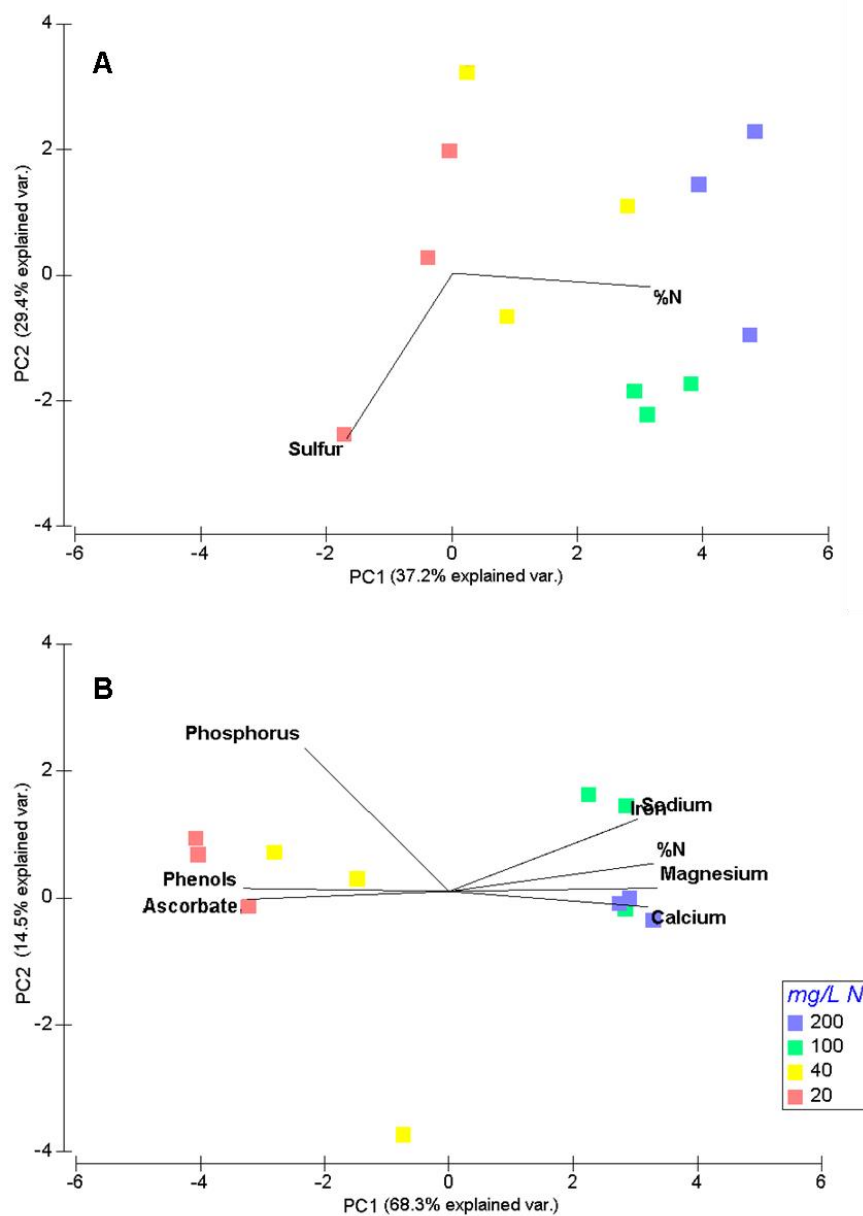 A
4
2
0
-2
-4
PC2 (29.4% explained var.)
%N
Sulfur
-6
-4
-2
0
2
4
6
PC1 (37.2% explained var.)
B
4
2
0
-2
-4
PC2 (14.5% explained var.)
Phosphorus
Sodium
Iron
%N
Phenols
Magnesium
Ascorbate
Calcium
mg/L N
200
100
40
20
-6
-4
-2
0
2
4
6
PC1 (68.3% explained var.)